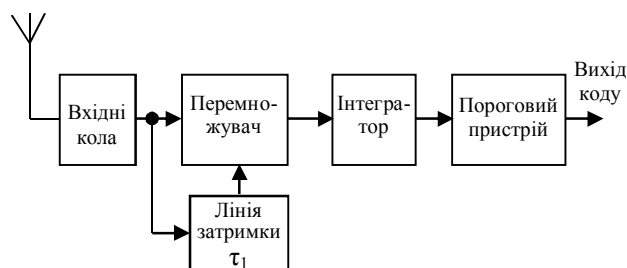 Вхідні
кола
Перемно-
жувач
Інтегра-
тор
Пороговий
пристрій
Вихід
коду
Лінія
затримки
τ1